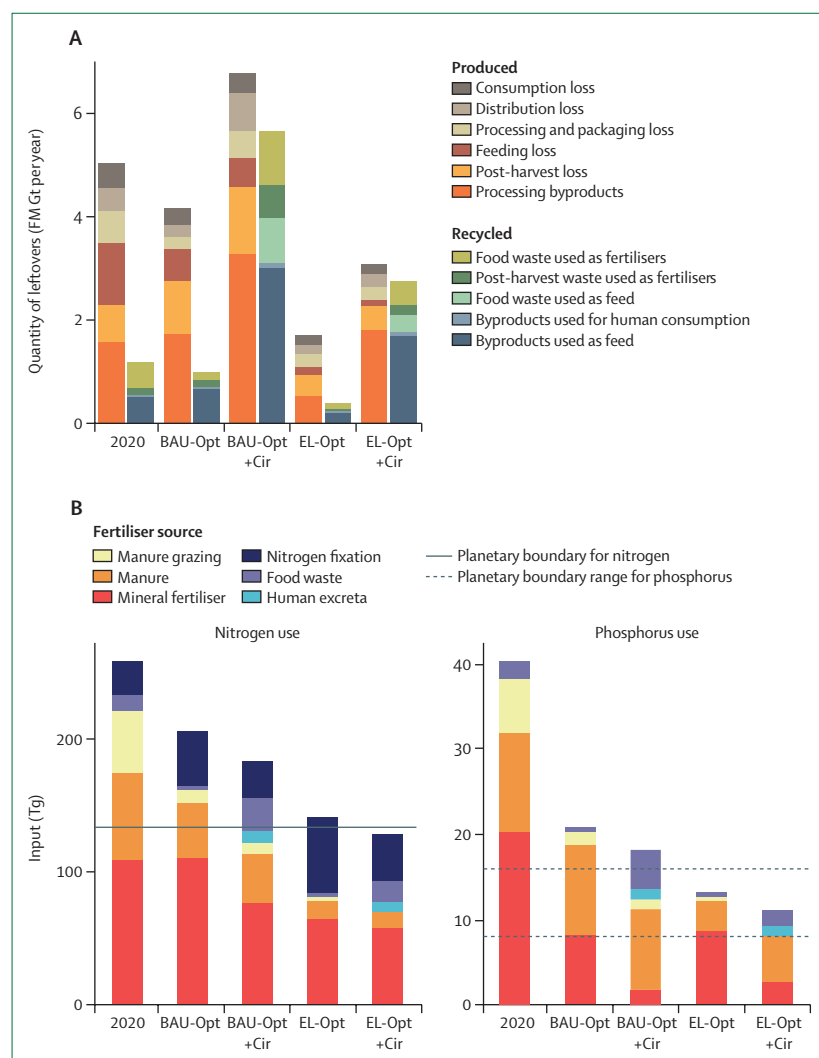 A
Quantity of leftovers (FM Gt per year)
6
4
2
0
2020
BAU-Opt
BAU-Opt
+Cir
EL-Opt
EL-Opt
+Cir
Produced
Consumption loss
Distribution loss
Processing and packaging loss
Feeding loss
Post-harvest loss
Processing byproducts
Recycled
Food waste used as fertilisers
Post-harvest waste used as fertilisers
Food waste used as feed
Byproducts used for human consumption
Byproducts used as feed
B
Fertiliser source
Manure grazing
Manure
Mineral fertiliser
Nitrogen fixation
Food waste
Human excreta
Planetary boundary for nitrogen
Planetary boundary range for phosphorus
Nitrogen use
Input (Tg)
200
100
0
2020
BAU-Opt
BAU-Opt
+Cir
EL-Opt
EL-Opt
+Cir
Phosphorus use
40
30
20
10
0
2020
BAU-Opt
BAU-Opt
+Cir
EL-Opt
EL-Opt
+Cir